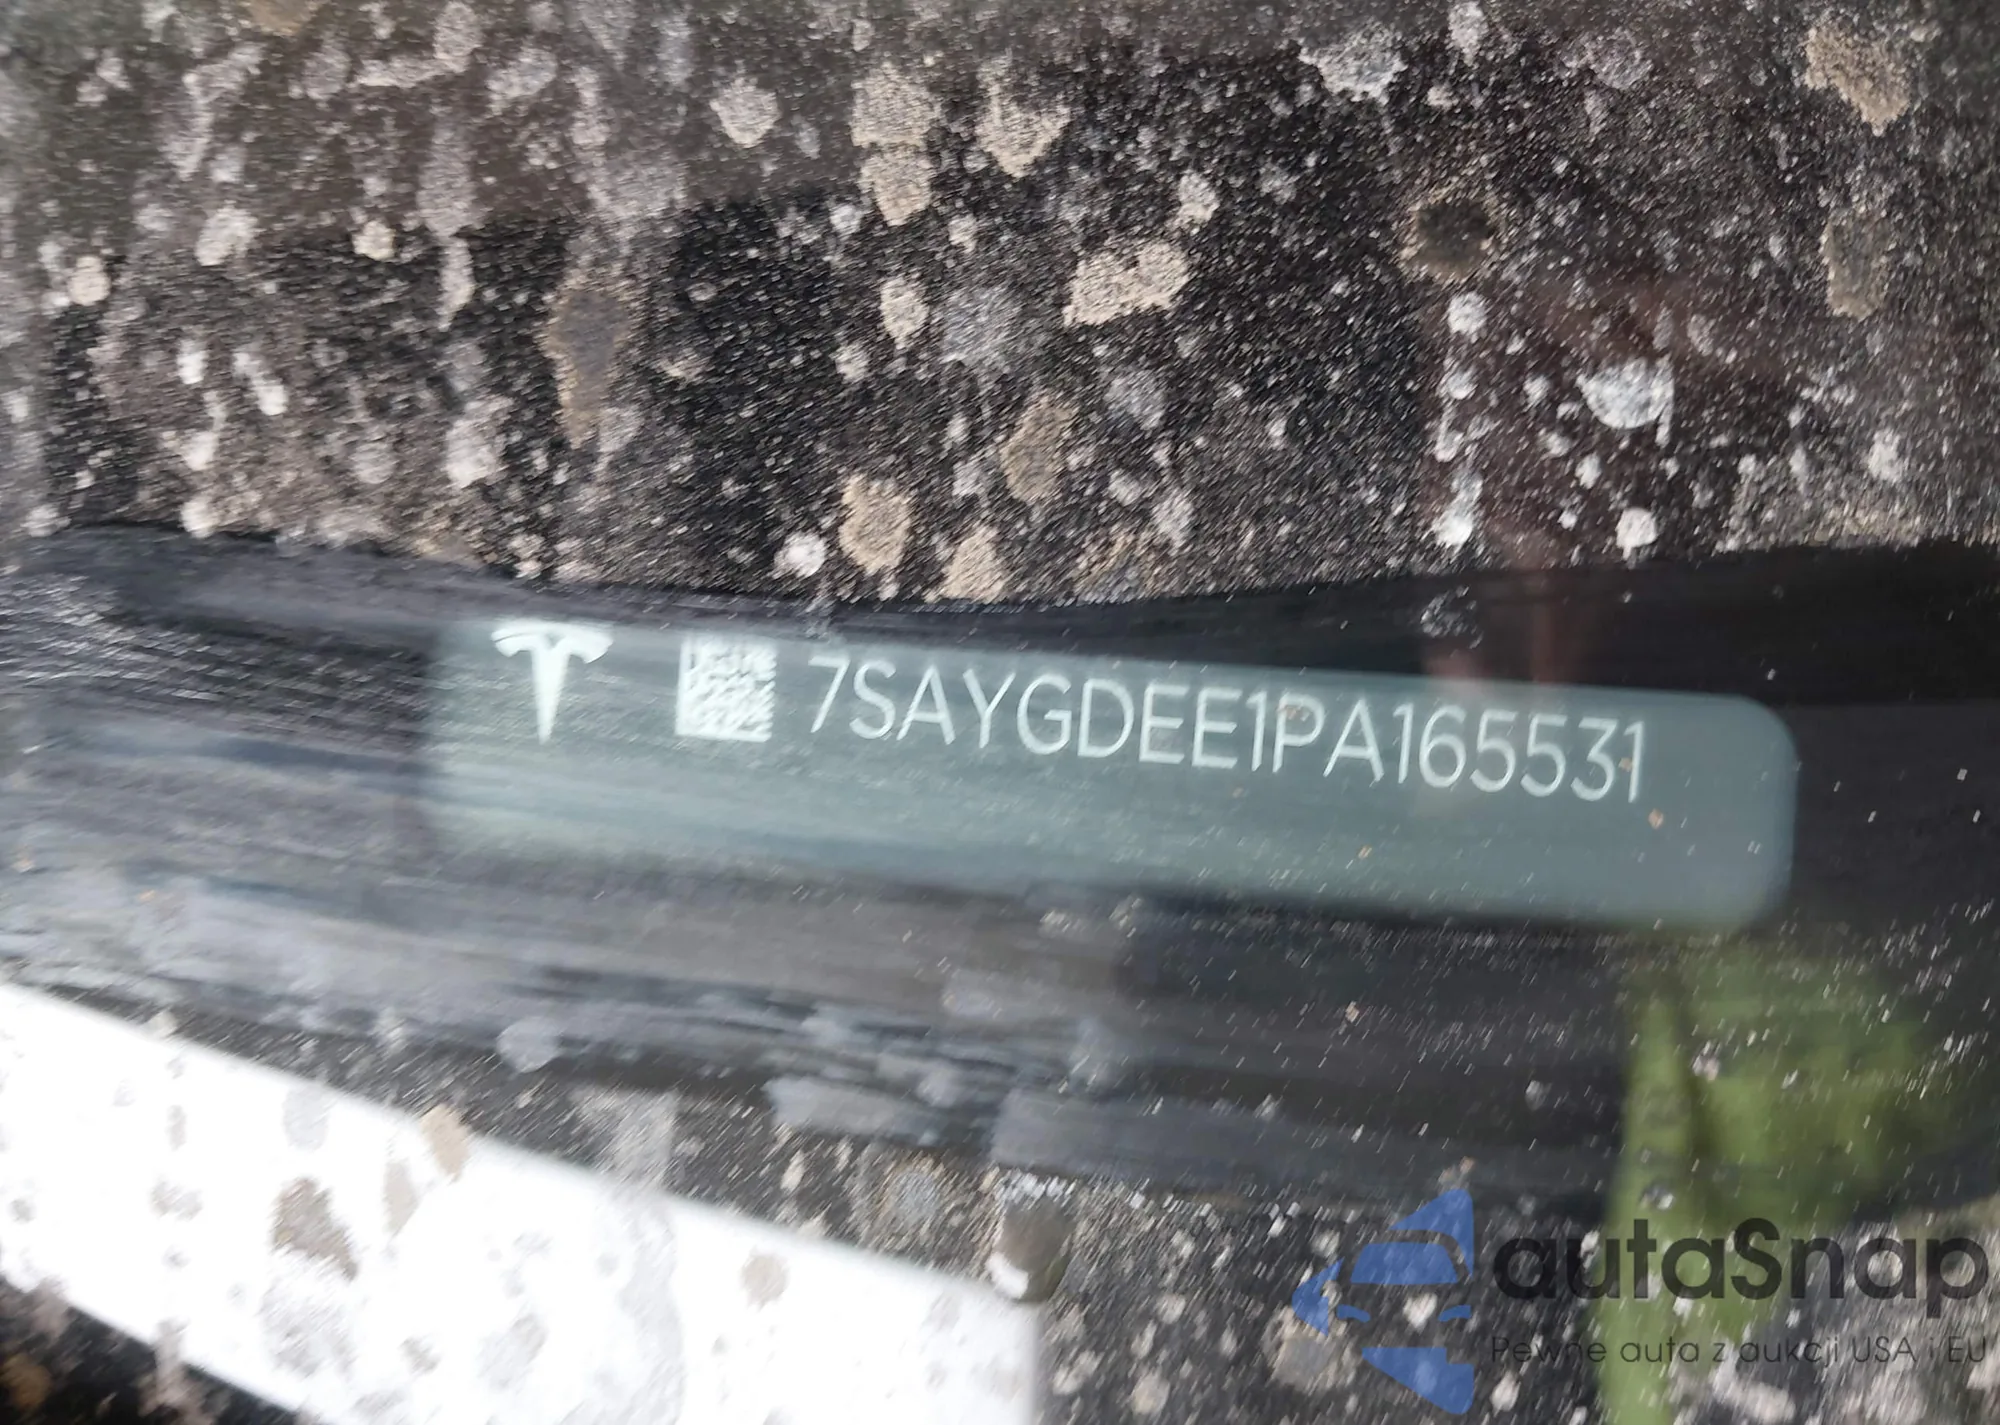 7SAYGDEE1PA165531
autaSnap
Pewne auta z aukcji USA i EU